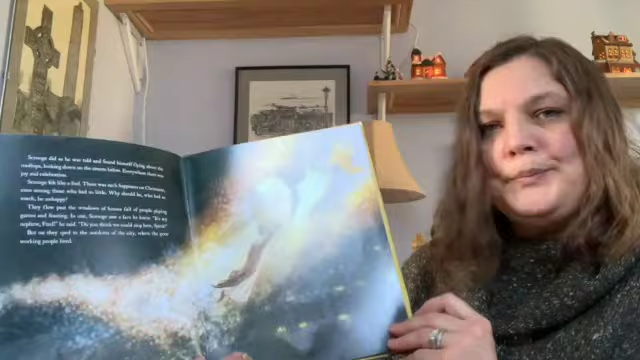 Scrooge did as he was told and found himself flying above the
rooftops, looking down on the streets below. Everywhere there was
joy and celebration.
Scrooge felt like a fool. There was such happiness on Christmas,
even among those who had so little. Why should he, who had so
much, be unhappy?
They flew past the windows of homes full of people playing
games and feasting. In one, Scrooge saw a face he knew. "It's my
nephew, Fred!" he said. "Do you think we could stop here, Spirit?"
But on they sped to the outskirts of the city, where the poor
working people lived.